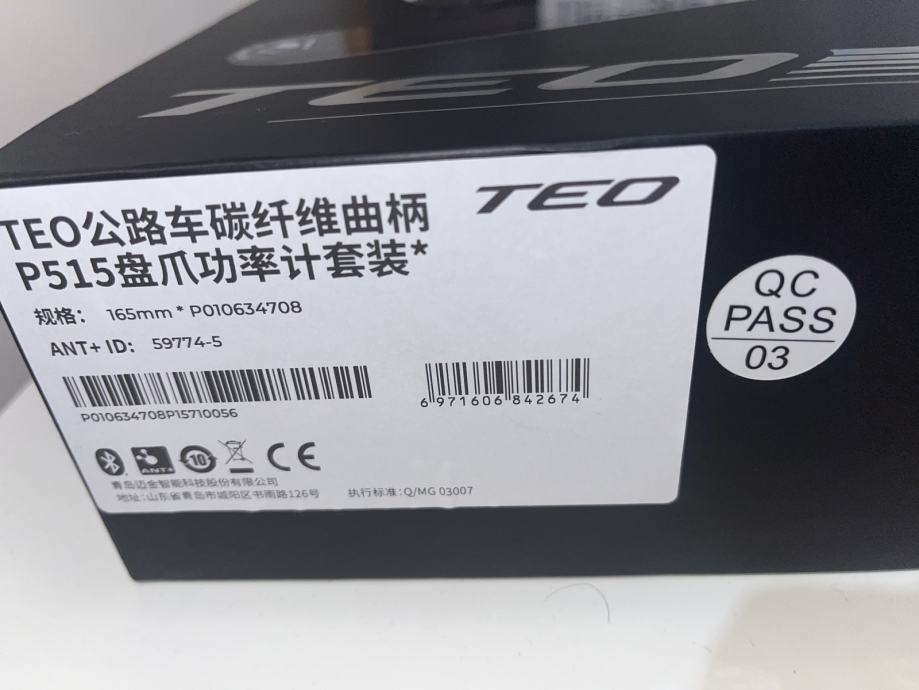 TEO
TEO
TEO公路车碳纤维曲柄
P515盘爪功率计套装*
规格： 165mm * P010634708
ANT+ ID： 59774-5
P010634708P15710056
6 971606 842674
ANT+
10
CE
青岛迈金智能科技股份有限公司
地址:山东省青岛市城阳区书雨路126号
执行标准:Q/MG 03007
QC
PASS
03